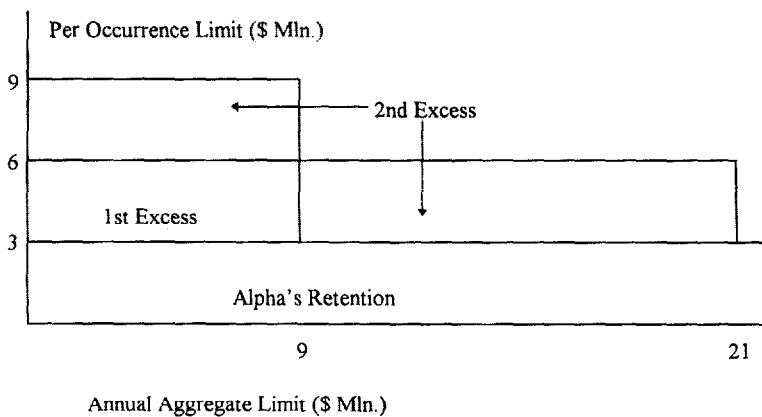 Per Occurrence Limit ($ Mln.)
9
2nd Excess
6
1st Excess
3
Alpha's Retention
9
21
Annual Aggregate Limit ($ Mln.)